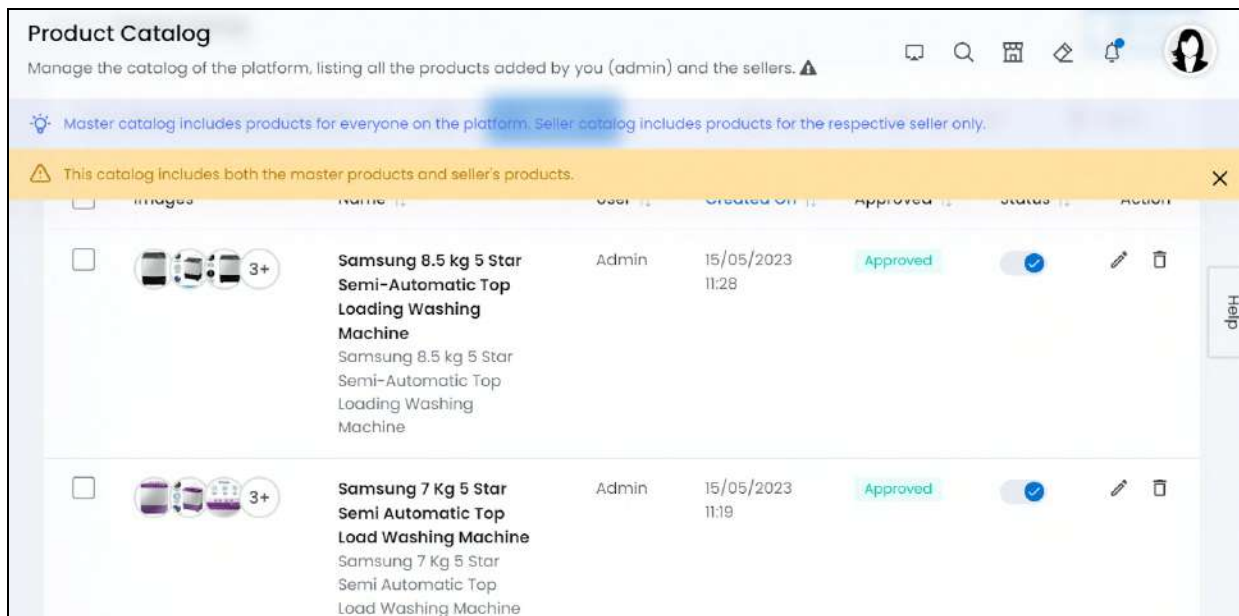 Product Catalog
Manage the catalog of the platform, listing all the products added by you (admin) and the sellers.
Master catalog includes products for everyone on the platform. Seller catalog includes products for the respective seller only.
This catalog includes both the master products and seller's products.
Images Name User Created On Approved Status Action
3+ Samsung 8.5 kg 5 Star Admin 15/05/2023 Approved
Semi-Automatic Top 11:28
Loading Washing
Machine
Samsung 8.5 kg 5 Star
Semi-Automatic Top
Loading Washing
Machine
Help
3+ Samsung 7 Kg 5 Star Admin 15/05/2023 Approved
Semi Automatic Top 11:19
Load Washing Machine
Samsung 7 Kg 5 Star
Semi Automatic Top
Load Washing Machine